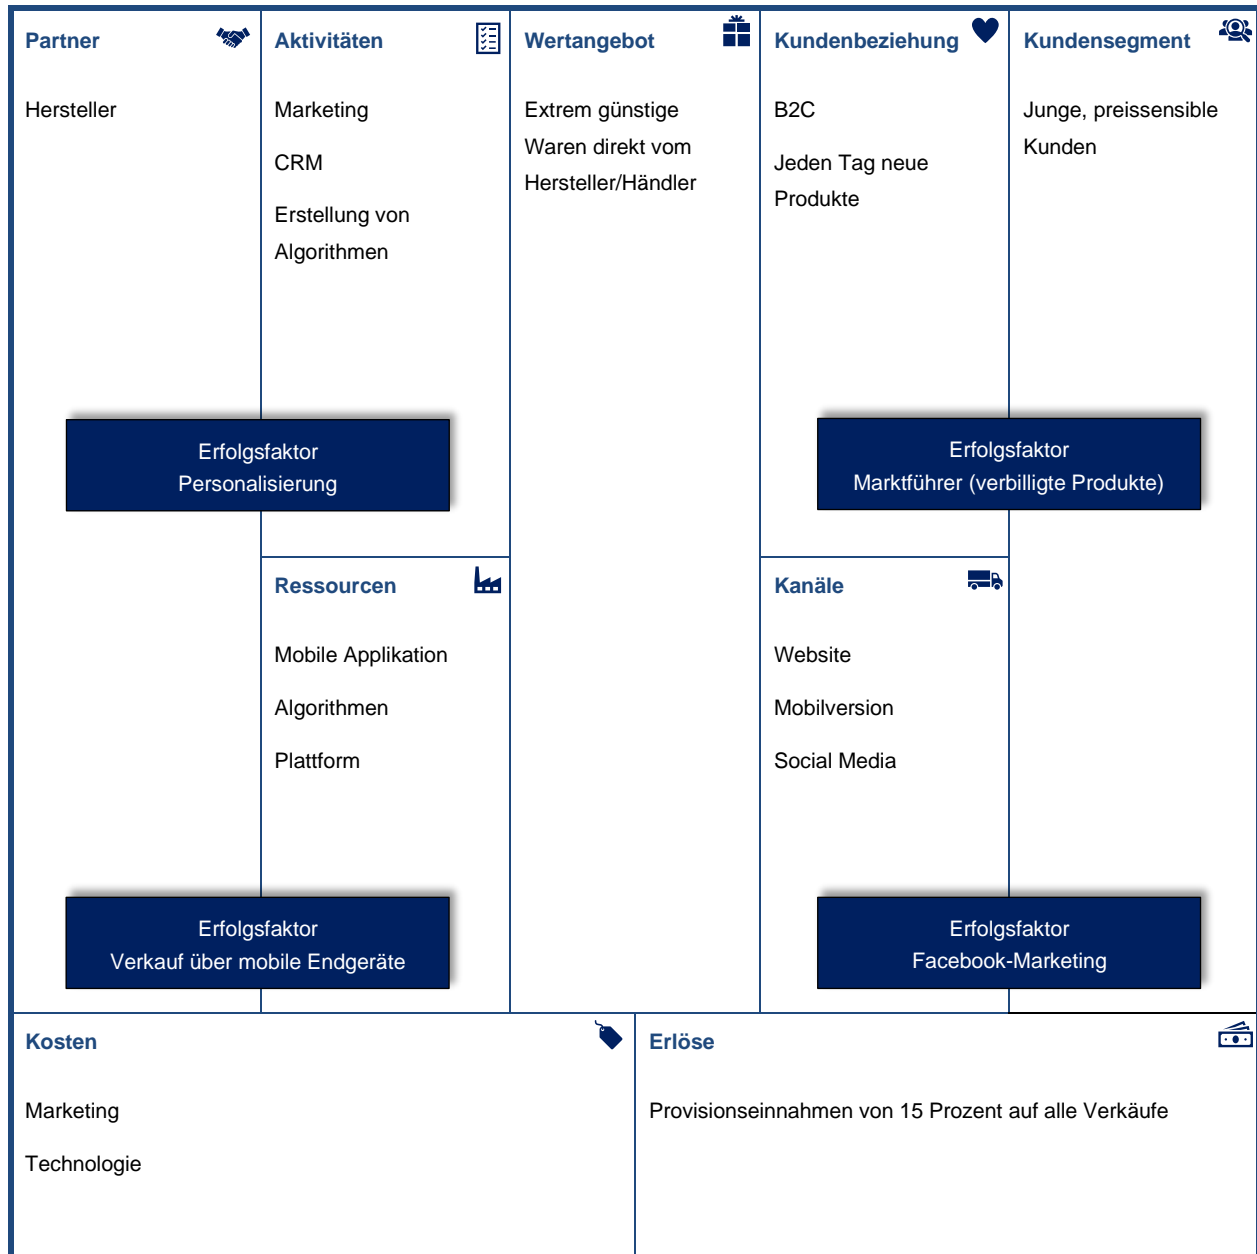 Partner
Hersteller
Aktivitäten
Marketing
CRM
Erstellung von
Algorithmen
Erfolgsfaktor
Personalisierung
Ressourcen
Mobile Applikation
Algorithmen
Plattform
Erfolgsfaktor
Verkauf über mobile Endgeräte
Wertangebot
Extrem günstige
Waren direkt vom
Hersteller/Händler
Kundenbeziehung
B2C
Jeden Tag neue
Produkte
Kundensegment
Junge, preissensible
Kunden
Erfolgsfaktor
Marktführer (verbilligte Produkte)
Kanäle
Website
Mobilversion
Social Media
Erfolgsfaktor
Facebook-Marketing
Kosten
Marketing
Technologie
Erlöse
Provisionseinnahmen von 15 Prozent auf alle Verkäufe